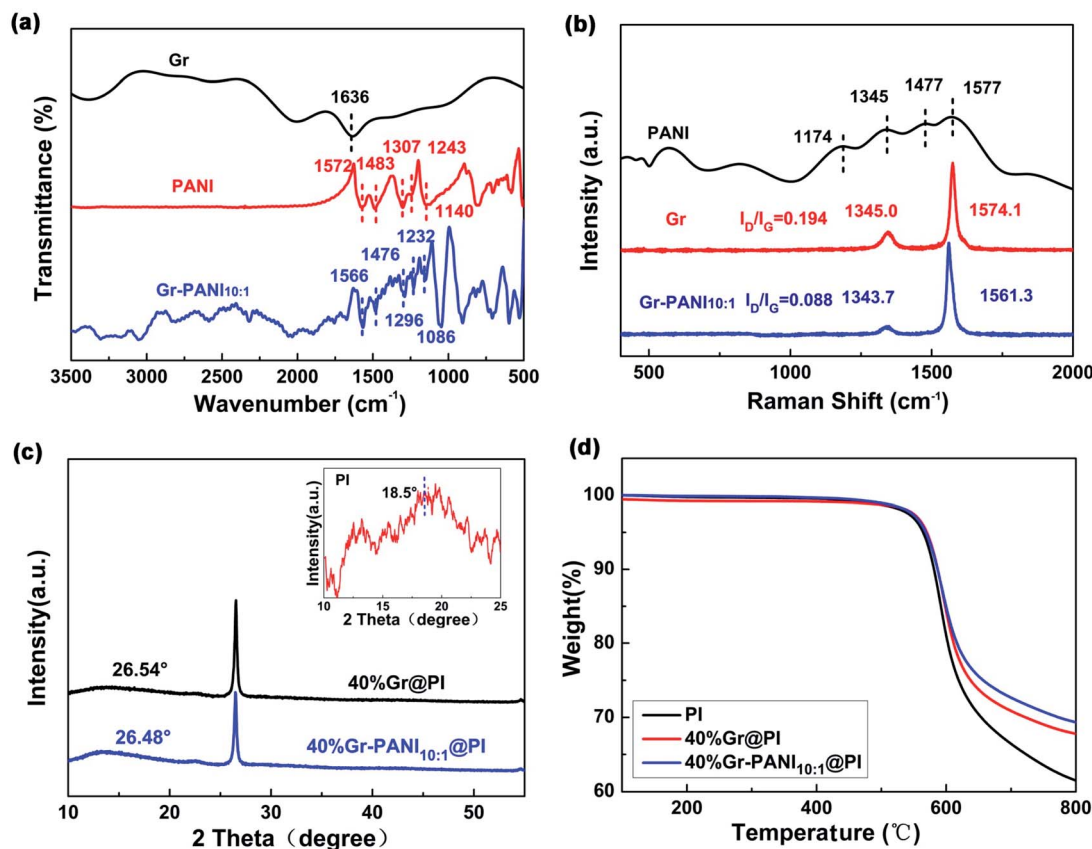 (a)
Gr
1636
1307 1243
1572 1483
PANI
1140
1232
1476
1566
Gr-PANI10:1
1296
1086
Transmittance (%)
3500 3000 2500 2000 1500 1000 500
Wavenumber (cm-1)
(b)
1477 1577
1345
1174
PANI
Gr ID/IG=0.194 1345.0 1574.1
Gr-PANI10:1 ID/IG=0.088 1343.7 1561.3
Intensity (a.u.)
500 1000 1500 2000
Raman Shift (cm-1)
(c)
PI
18.5°
Intensity(a.u.)
10 15 20 25
2 Theta（degree）
26.54°
40%Gr@PI
26.48°
40%Gr-PANI10:1@PI
Intensity(a.u.)
10 20 30 40 50
2 Theta（degree）
(d)
100
90
80
70
60
Weight(%)
PI
40%Gr@PI
40%Gr-PANI10:1@PI
200 400 600 800
Temperature (℃)